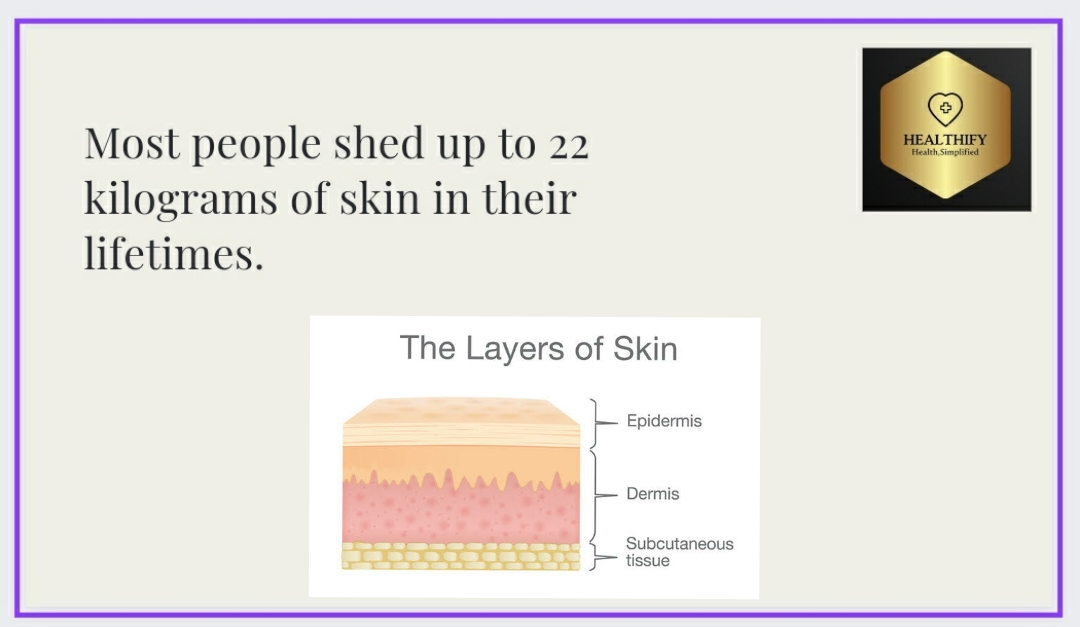 Most people shed up to 22
kilograms of skin in their
lifetimes.
HEALTHIFY
Health,Simplified
The Layers of Skin
Epidermis
Dermis
Subcutaneous
tissue